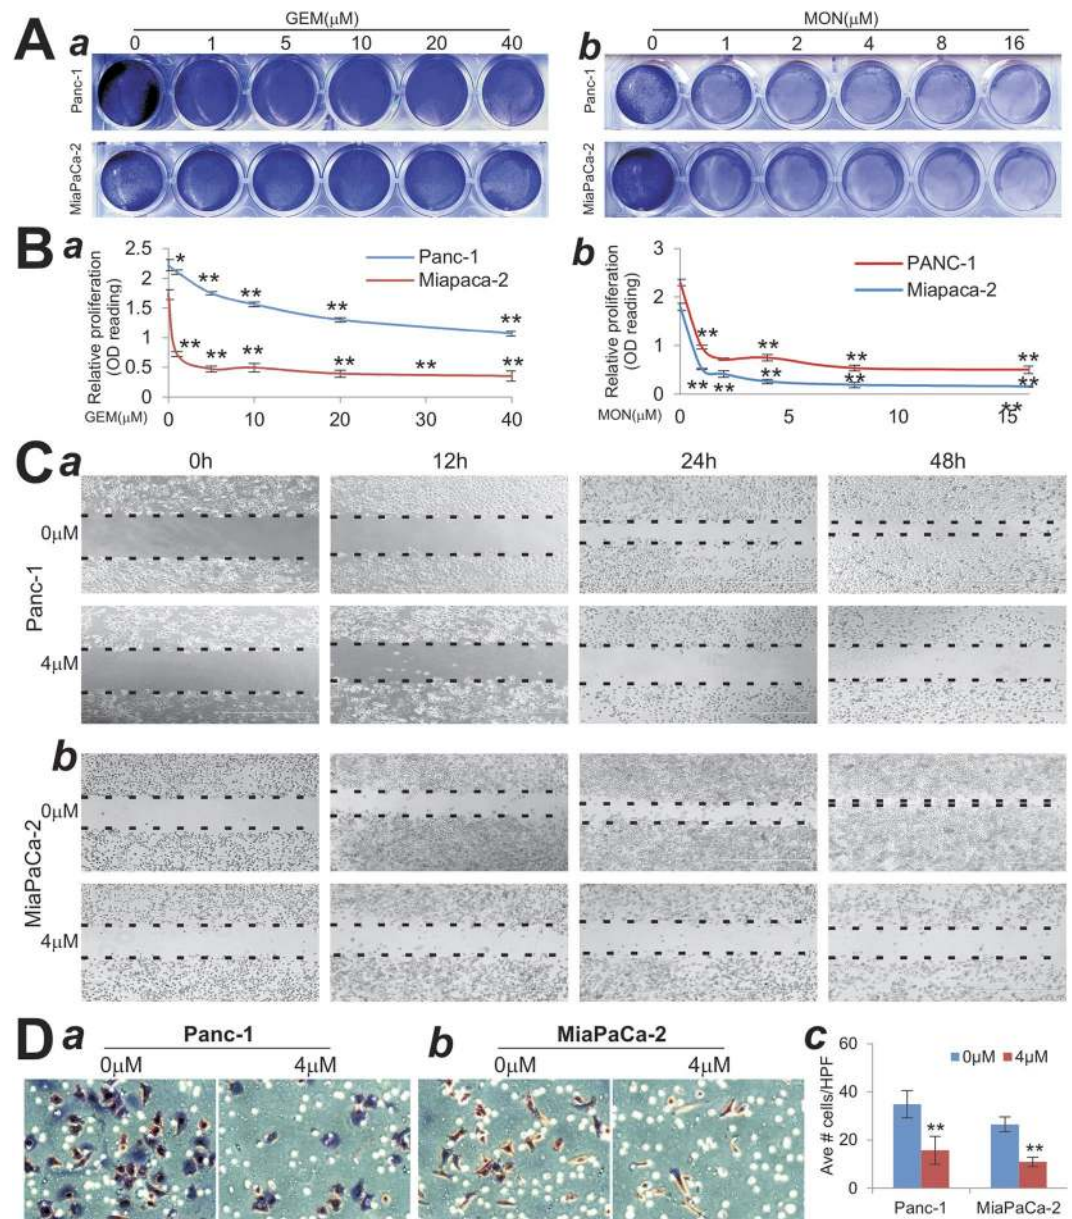 A a GEM(μM) b MON(μM)
0 1 5 10 20 40 0 1 2 4 8 16
Panc-1 Panc-1
MiaPaCa-2 MiaPaCa-2
B a b
Relative proliferation
(OD reading)
2.5
2
1.5
1
0.5
0
Panc-1
Miapaca-2
* ** ** ** **
** ** ** ** ** **
GEM(μM) 0 10 20 30 40
Relative proliferation
(OD reading)
3
2
1
0
PANC-1
Miapaca-2
** ** ** **
** ** ** ** ** **
MON(μM) 0 5 10 15
C a 0h 12h 24h 48h
Panc-1
0μM
4μM
b
MiaPaCa-2
0μM
4μM
D a Panc-1 b MiaPaCa-2 c
0μM 4μM 0μM 4μM
Ave # cells/HPF
60
40
20
0
0μM 4μM
** **
Panc-1 MiaPaCa-2